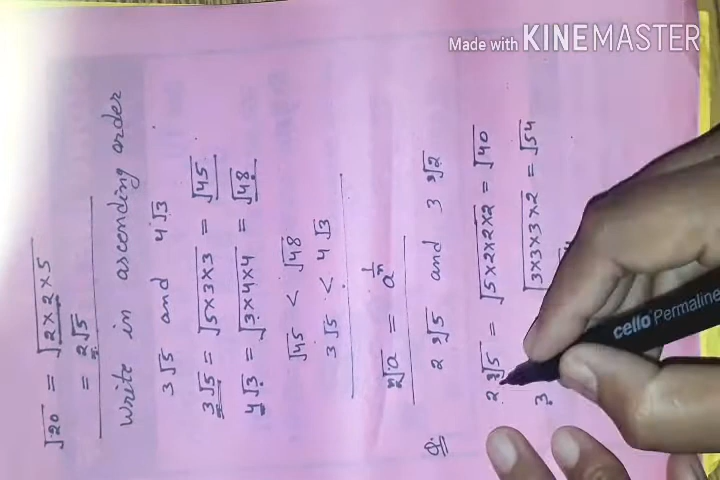 Made with KINEMASTER
√20 = √2×2×5
= 2√5
Write in ascending order
3√5 and 4√3
3√5 = √5×3×3 = √45
4√3 = √3×4×4 = √48
√45 < √48
3√5 < 4√3
ⁿ√a = a^1/n
Q. 2 ³√5 and 3 ³√2
2 ³√5 = √5×2×2×2 = √40
3 √3×3×3×2 = √54
cello Permaline